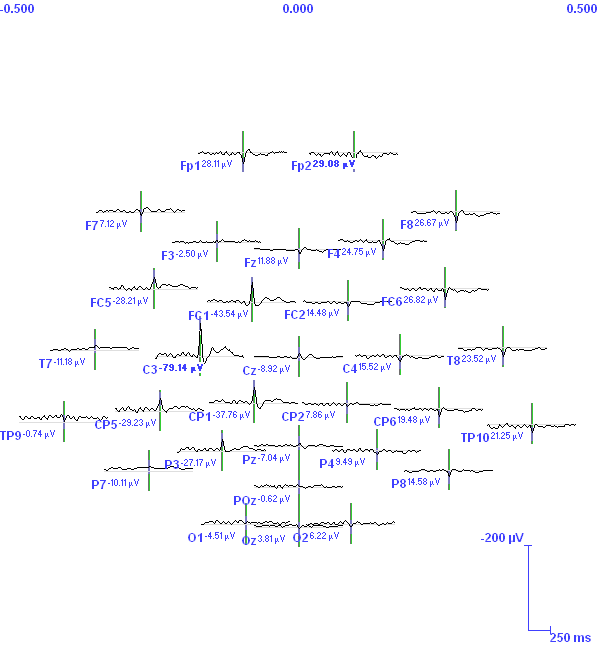 -0.500 0.000 0.500
Fp1 28.11 µV Fp2 29.08 µV
F7 7.12 µV F8 26.67 µV
F3 -2.50 µV Fz 11.88 µV F4 24.75 µV
FC5 -28.21 µV FC1 -43.54 µV FC2 14.48 µV FC6 26.82 µV
T7 -11.18 µV C3 -79.14 µV Cz -8.92 µV C4 15.52 µV T8 23.52 µV
TP9 -0.74 µV CP5 -29.23 µV CP1 -37.76 µV CP2 7.86 µV CP6 19.48 µV TP10 21.25 µV
P7 -10.11 µV P3 -27.17 µV Pz -7.04 µV P4 9.49 µV P8 14.58 µV
POz -0.62 µV
O1 -4.51 µV Oz 3.81 µV O2 6.22 µV
-200 µV
250 ms